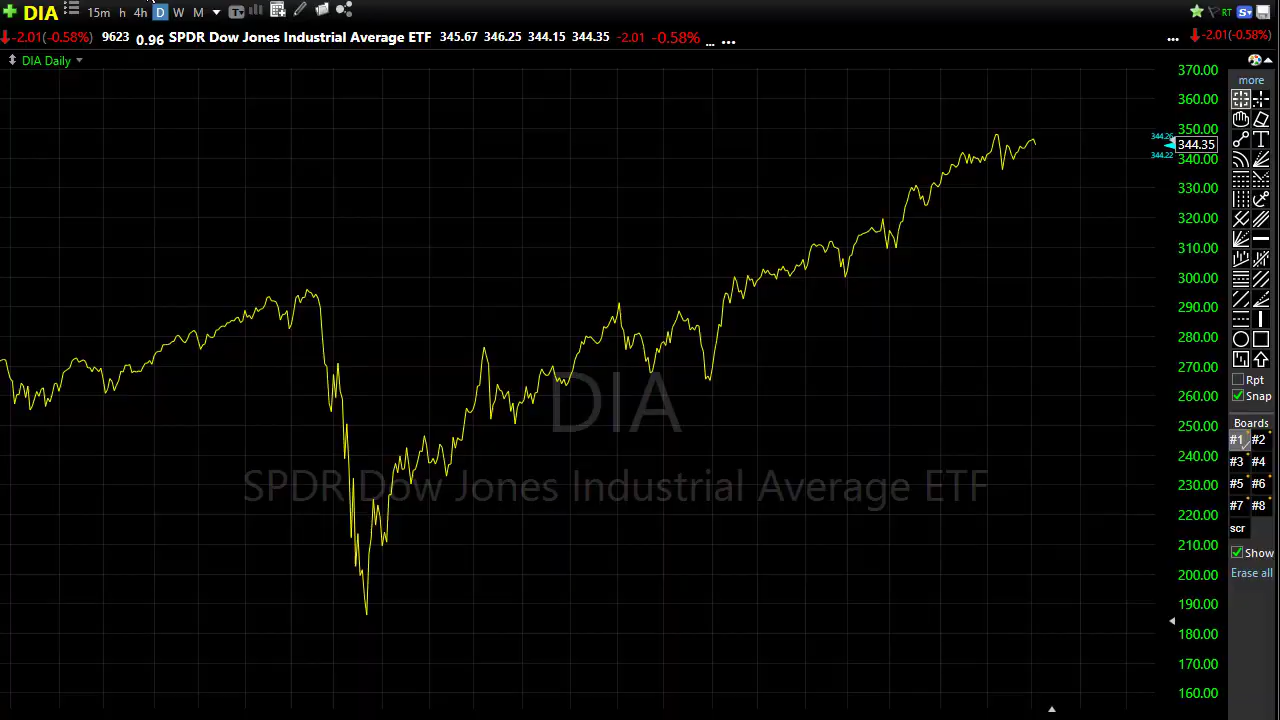 DIA 15m h 4h D W M T RT S
-2.01(-0.58%) 9623 0.96 SPDR Dow Jones Industrial Average ETF 345.67 346.25 344.15 344.35 -2.01 -0.58% ... ... ... -2.01(-0.58%)
DIA Daily
more
370.00
360.00
350.00
344.26
344.35
344.22
340.00
330.00
320.00
310.00
300.00
290.00
280.00
270.00
260.00
250.00
240.00
230.00
220.00
210.00
200.00
190.00
180.00
170.00
160.00
DIA
SPDR Dow Jones Industrial Average ETF
T
Rpt
Snap
Boards
#1 #2
#3 #4
#5 #6
#7 #8
scr
Show
Erase all